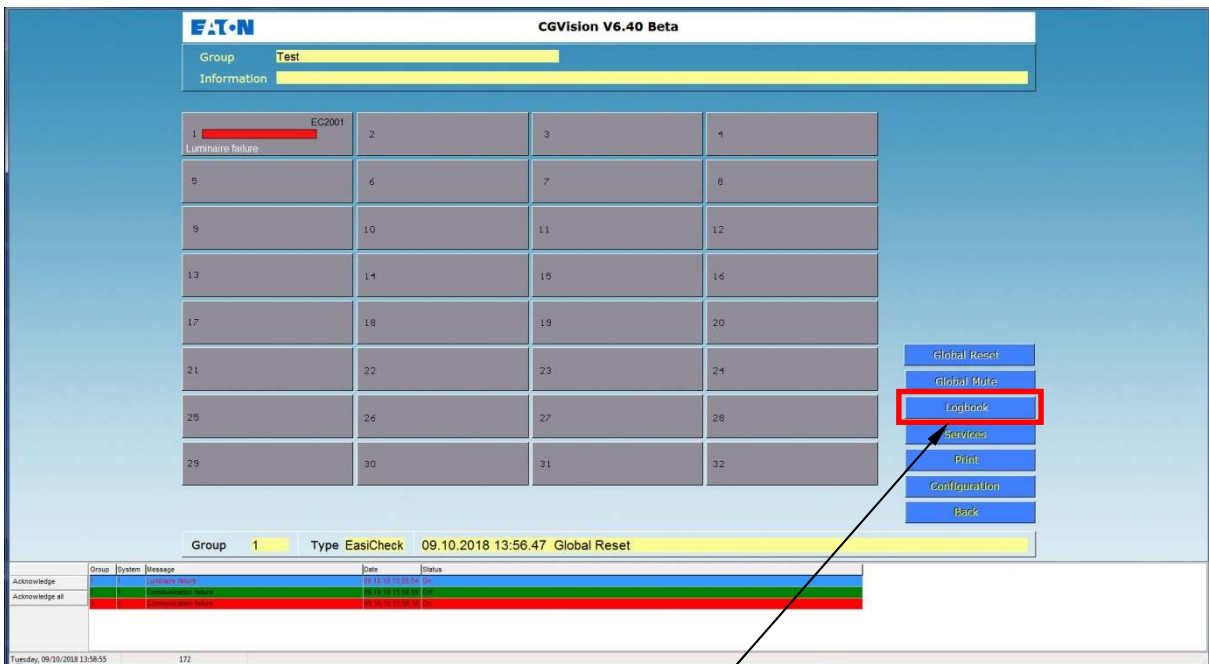 EATON
CGVision V6.40 Beta
Group Test
Information
1 EC2001
Luminaire failure
2
3
4
5
6
7
8
9
10
11
12
13
14
15
16
17
18
19
20
21
22
23
24
25
26
27
28
29
30
31
32
Global Reset
Global Mute
Logbook
Services
Print
Configuration
Back
Group 1 Type EasiCheck 09.10.2018 13:56.47 Global Reset
Group System Message Date Status
Acknowledge
Luminaire failure
Acknowledge all
Communication failure
Communication failure
Tuesday, 09/10/2018 13:58:55 172